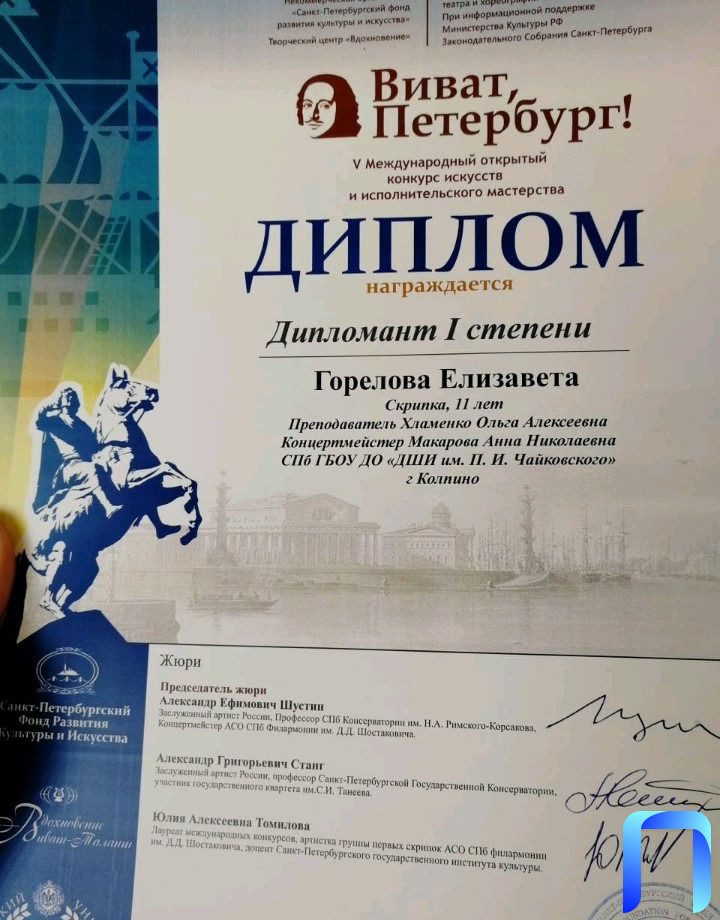 «Санкт-Петербургский фонд
развития культуры и искусства»
Творческий центр «Вдохновение»
театра и
При информационной поддержке
Министерства Культуры РФ
Законодательного Собрания Санкт-Петербурга
Виват,
Петербург!
V Международный открытый
конкурс искусств
и исполнительского мастерства
ДИПЛОМ
награждается
Дипломант I степени
Горелова Елизавета
Скрипка, 11 лет
Преподаватель Хламенко Ольга Алексеевна
Концертмейстер Макарова Анна Николаевна
СПб ГБОУ ДО «ДШИ им. П. И. Чайковского»
г Колпино
Жюри
Председатель жюри
Александр Ефимович Шустин
Заслуженный артист России, Профессор СПб Консерватории им. Н.А. Римского-Корсакова,
Концертмейстер АСО СПб Филармонии им. Д.Д. Шостаковича.
Александр Григорьевич Станг
Заслуженный артист России, профессор Санкт-Петербургской Государственной Консерватории,
участник государственного квартета им.С.И. Танеева.
Юлия Алексеевна Томилова
Лауреат международных конкурсов, артистка группы первых скрипок АСО СПб филармонии
им. Д.Д. Шостаковича, доцент Санкт-Петербургского государственного института культуры.
Санкт-Петербургский
Фонд Развития
Культуры и Искусства
Вдохновение
Виват-Талант